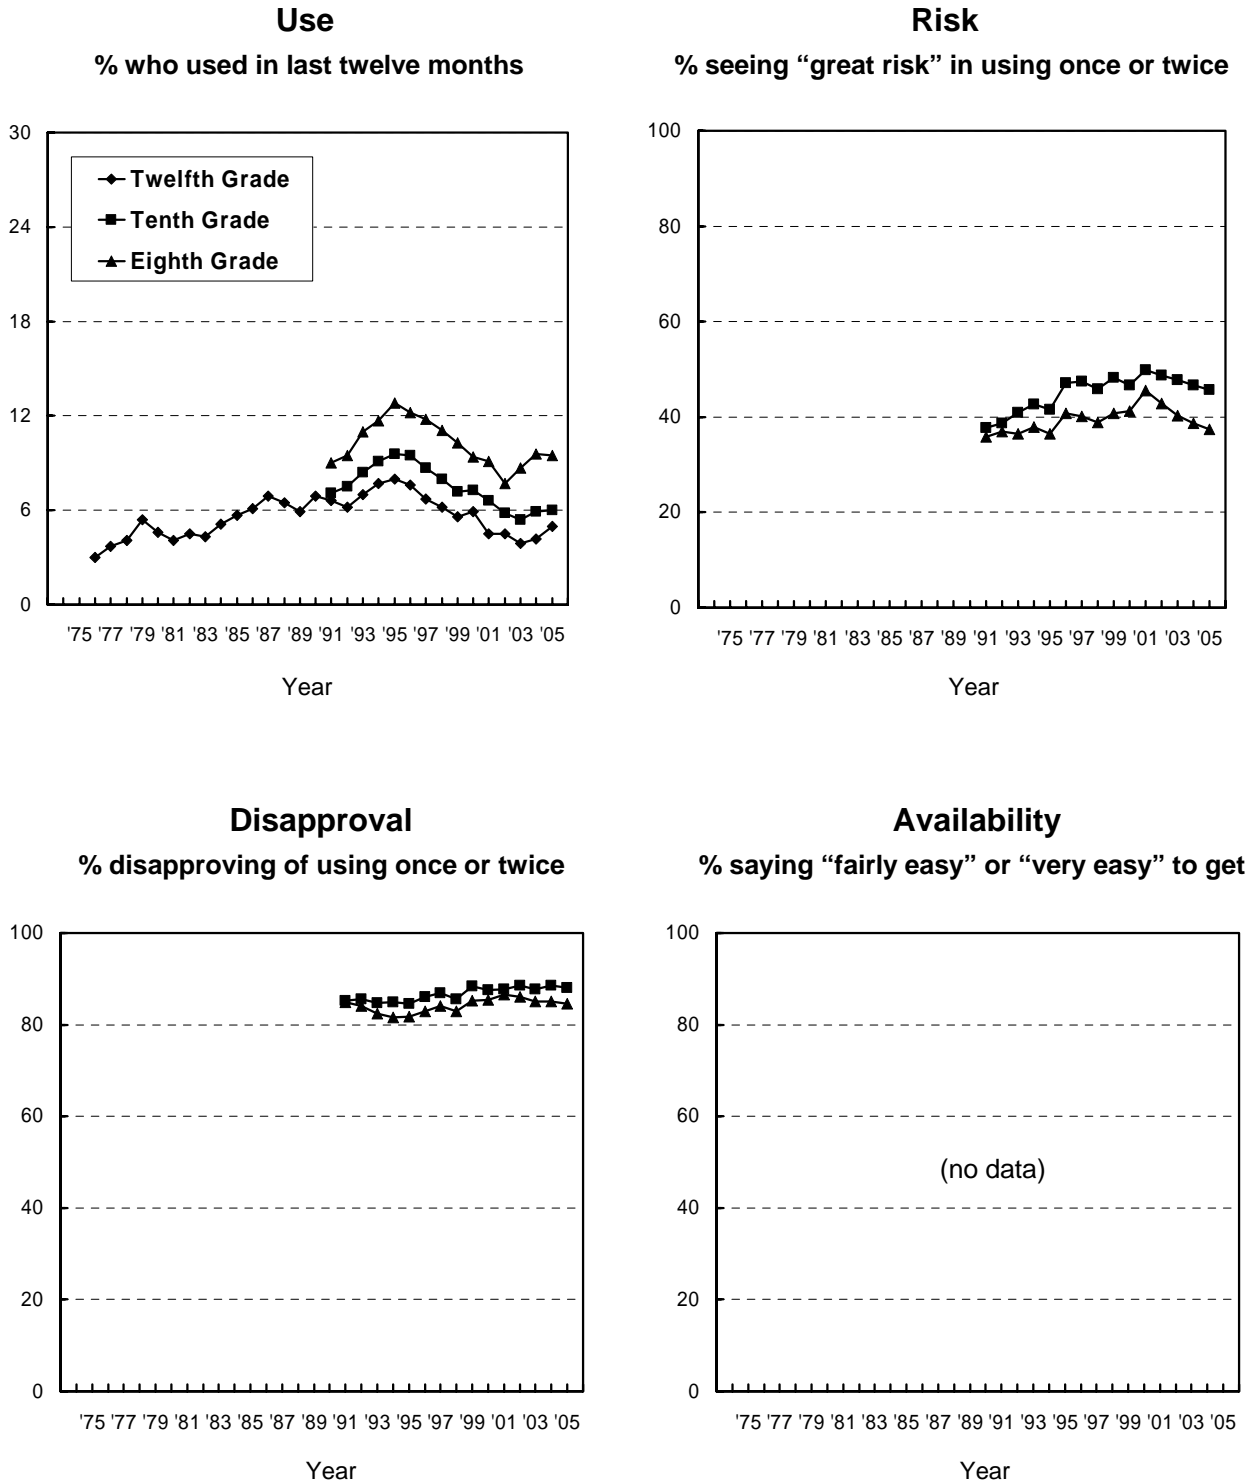 Use
% who used in last twelve months
30
24
18
12
6
0
Twelfth Grade
Tenth Grade
Eighth Grade
'75 '77 '79 '81 '83 '85 '87 '89 '91 '93 '95 '97 '99 '01 '03 '05
Year
Risk
% seeing “great risk” in using once or twice
100
80
60
40
20
0
'75 '77 '79 '81 '83 '85 '87 '89 '91 '93 '95 '97 '99 '01 '03 '05
Year
Disapproval
% disapproving of using once or twice
100
80
60
40
20
0
'75 '77 '79 '81 '83 '85 '87 '89 '91 '93 '95 '97 '99 '01 '03 '05
Year
Availability
% saying “fairly easy” or “very easy” to get
100
80
60
40
20
0
(no data)
'75 '77 '79 '81 '83 '85 '87 '89 '91 '93 '95 '97 '99 '01 '03 '05
Year